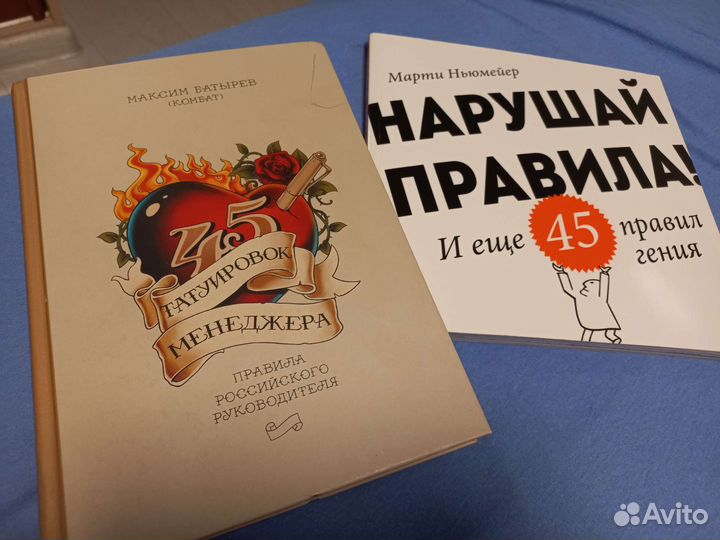 МАКСИМ БАТЫРЕВ
(КОМБАТ)
45
ТАТУИРОВОК
МЕНЕДЖЕРА
ПРАВИЛА
РОССИЙСКОГО
РУКОВОДИТЕЛЯ
Марти Ньюмейер
НАРУШАЙ
ПРАВИЛА!
И еще 45 правил
гения
Avito